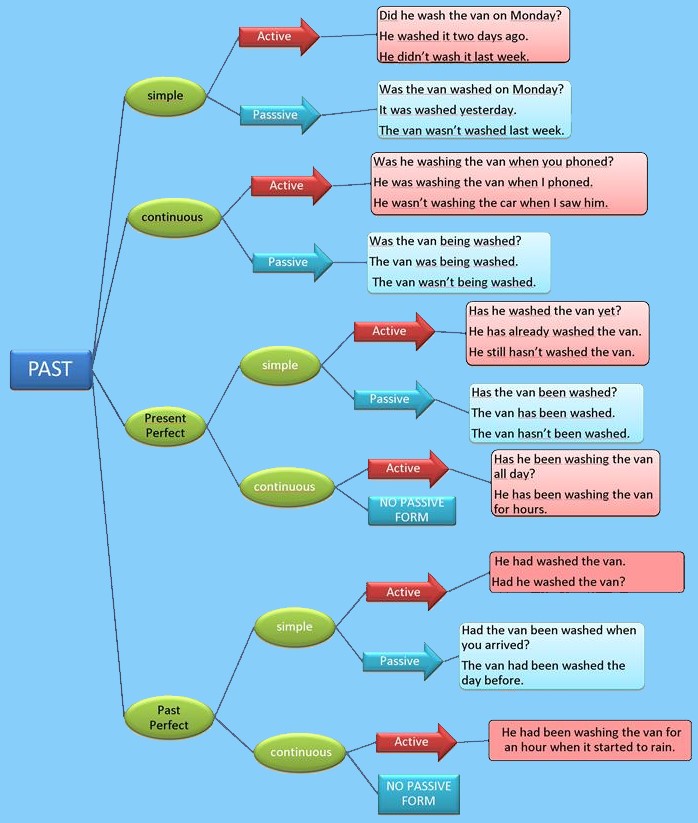 PAST
simple
Active
Did he wash the van on Monday?
He washed it two days ago.
He didn't wash it last week.
Passsive
Was the van washed on Monday?
It was washed yesterday.
The van wasn't washed last week.
continuous
Active
Was he washing the van when you phoned?
He was washing the van when I phoned.
He wasn't washing the car when I saw him.
Passive
Was the van being washed?
The van was being washed.
The van wasn't being washed.
Present
Perfect
simple
Active
Has he washed the van yet?
He has already washed the van.
He still hasn't washed the van.
Passive
Has the van been washed?
The van has been washed.
The van hasn't been washed.
continuous
Active
Has he been washing the van
all day?
He has been washing the van
for hours.
NO PASSIVE
FORM
Past
Perfect
simple
Active
He had washed the van.
Had he washed the van?
Passive
Had the van been washed when
you arrived?
The van had been washed the
day before.
continuous
Active
He had been washing the van for
an hour when it started to rain.
NO PASSIVE
FORM